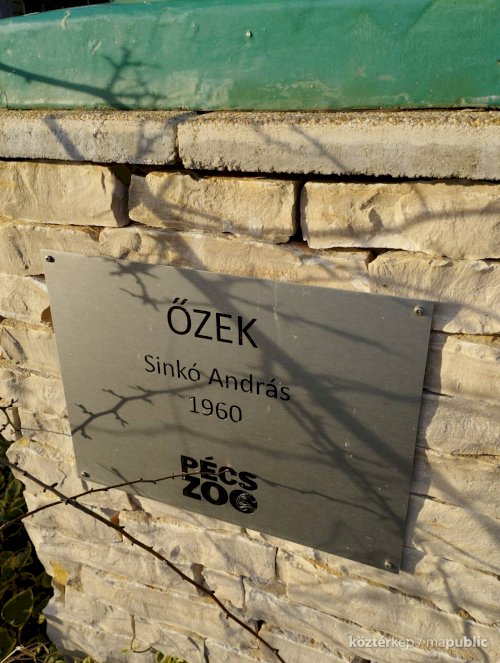 ŐZEK
Sinkó András
1960
PÉCS
ZOO
köztérkép / mapublic